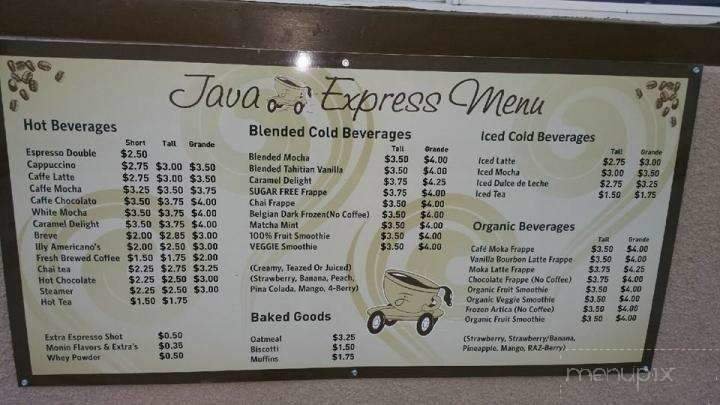 Java Express Menu
Hot Beverages
Short Tall Grande
Espresso Double $2.50
Cappuccino $2.75 $3.00 $3.50
Caffe Latte $2.75 $3.00 $3.50
Caffe Mocha $3.25 $3.50 $3.75
Caffe Chocolato $3.50 $3.75 $4.00
White Mocha $3.50 $3.75 $4.00
Caramel Delight $3.50 $3.75 $4.00
Breve $2.00 $2.85 $3.00
Illy Americano's $2.00 $2.50 $3.00
Fresh Brewed Coffee $1.50 $1.75 $2.00
Chai tea $2.25 $2.75 $3.25
Hot Chocolate $2.25 $2.50 $3.00
Steamer $2.25 $2.50 $3.00
Hot Tea $1.50 $1.75
Extra Espresso Shot $0.50
Monin Flavors & Extra's $0.35
Whey Powder $0.50
Blended Cold Beverages
Tall Grande
Blended Mocha $3.50 $4.00
Blended Tahitian Vanilla $3.50 $4.00
Caramel Delight $3.75 $4.25
SUGAR FREE Frappe $3.75 $4.00
Chai Frappe $3.50 $4.00
Belgian Dark Frozen(No Coffee) $3.50 $4.00
Matcha Mint $3.50 $4.00
100% Fruit Smoothie $3.50 $4.00
VEGGIE Smoothie $3.50 $4.00
(Creamy, Teazed Or Juiced)
(Strawberry, Banana, Peach,
Pina Colada, Mango, 4-Berry)
Baked Goods
Oatmeal $3.25
Biscotti $1.50
Muffins $1.75
Iced Cold Beverages
Tall Grande
Iced Latte $2.75 $3.00
Iced Mocha $3.00 $3.50
Iced Dulce de Leche $2.75 $3.25
Iced Tea $1.50 $1.75
Organic Beverages
Tall Grande
Café Moka Frappe $3.50 $4.00
Vanilla Bourbon Latte Frappe $3.50 $4.00
Moka Latte Frappe $3.75 $4.25
Chocolate Frappe (No Coffee) $3.75 $4.00
Organic Fruit Smoothie $3.50 $4.00
Organic Veggie Smoothie $3.50 $4.00
Frozen Artica (No Coffee) $3.50 $4.00
Organic Fruit Smoothie $3.50 $4.00
(Strawberry, Strawberry/Banana,
Pineapple, Mango, RAZ-Berry)
menupix